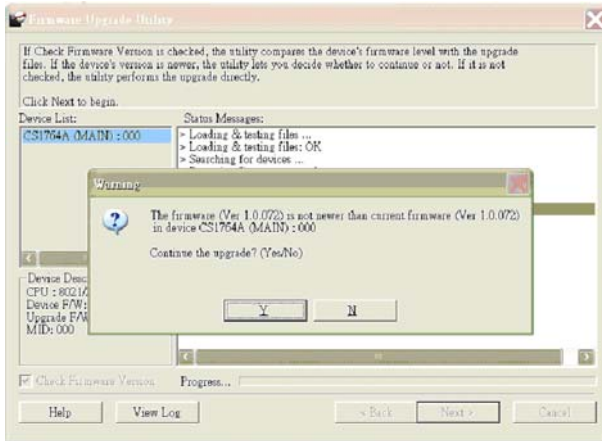 Firmware Upgrade Utility
If Check Firmware Version is checked, the utility compares the device's firmware level with the upgrade
files. If the device's version is newer, the utility lets you decide whether to continue or not. If it is not
checked, the utility performs the upgrade directly.
Click Next to begin.
Device List:
Status Messages:
CS1764A (MAIN) : 000
> Loading & testing files ...
> Loading & testing files: OK
> Searching for devices ...
Warning
The firmware (Ver 1.0.072) is not newer than current firmware (Ver 1.0.072)
in device CS1764A (MAIN) : 000
Continue the upgrade? (Yes/No)
Y
N
Device Desc
CPU : 8021/
Device F/W:
Upgrade F/W
MID: 000
Check Firmware Version
Progress...
Help
View Log
< Back
Next >
Cancel